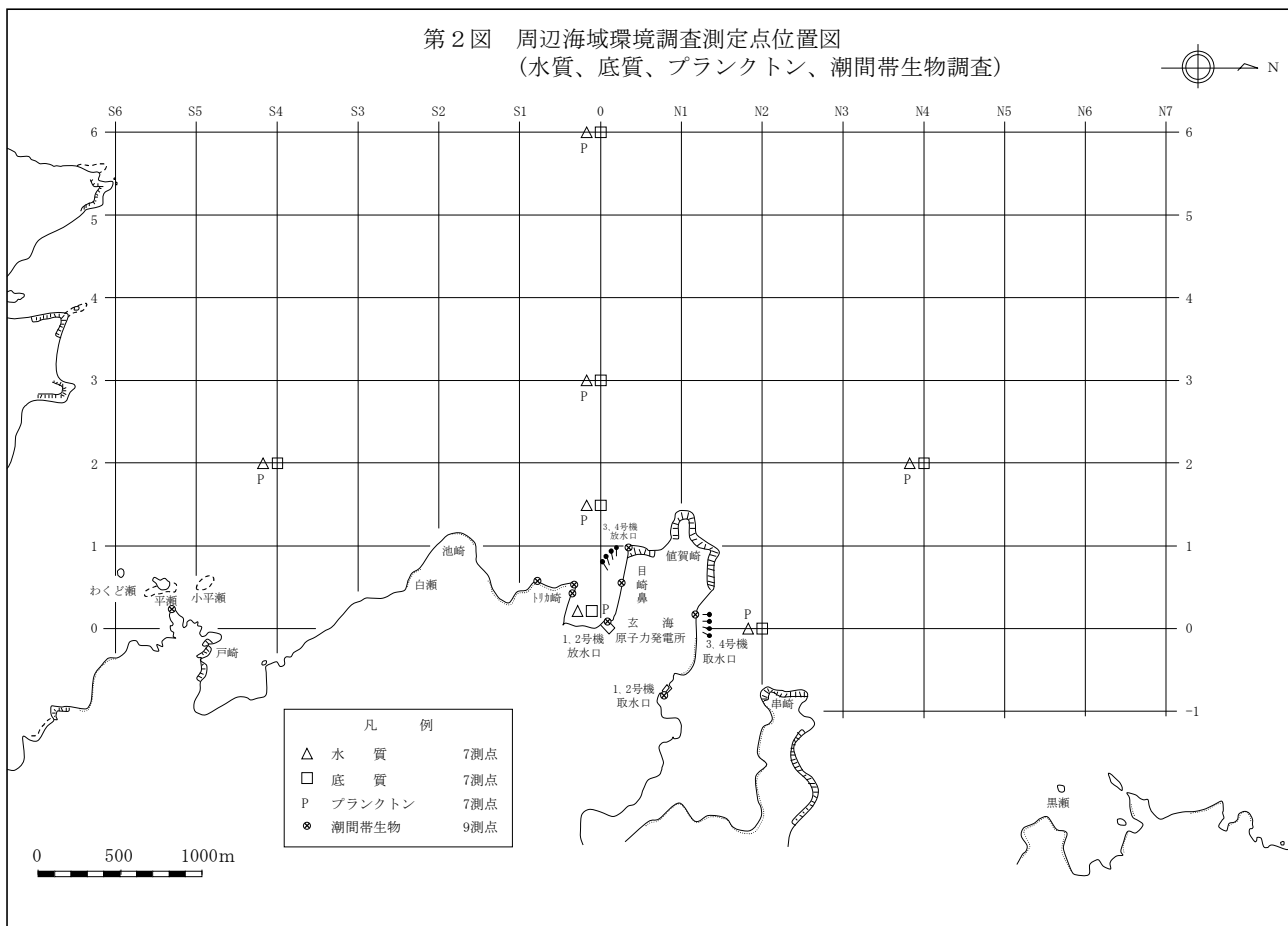 第２図　周辺海域環境調査測定点位置図
(水質、底質、プランクトン、潮間帯生物調査)
N
S6 S5 S4 S3 S2 S1 0 N1 N2 N3 N4 N5 N6 N7
6 6
P
5 5
4 4
3 3
P
2 2
P P
P
3,4号機
放水口
1 1
池崎
値賀崎
目崎鼻
わくど瀬
平瀬
小平瀬
白瀬
ﾄﾘｶ崎
P
P
0 0
戸崎
1,2号機
放水口
玄海
原子力発電所
3,4号機
取水口
1,2号機
取水口
串崎
-1
凡　例
△ 水　質 7測点
□ 底　質 7測点
P プランクトン 7測点
⊗ 潮間帯生物 9測点
黒瀬
0 500 1000m